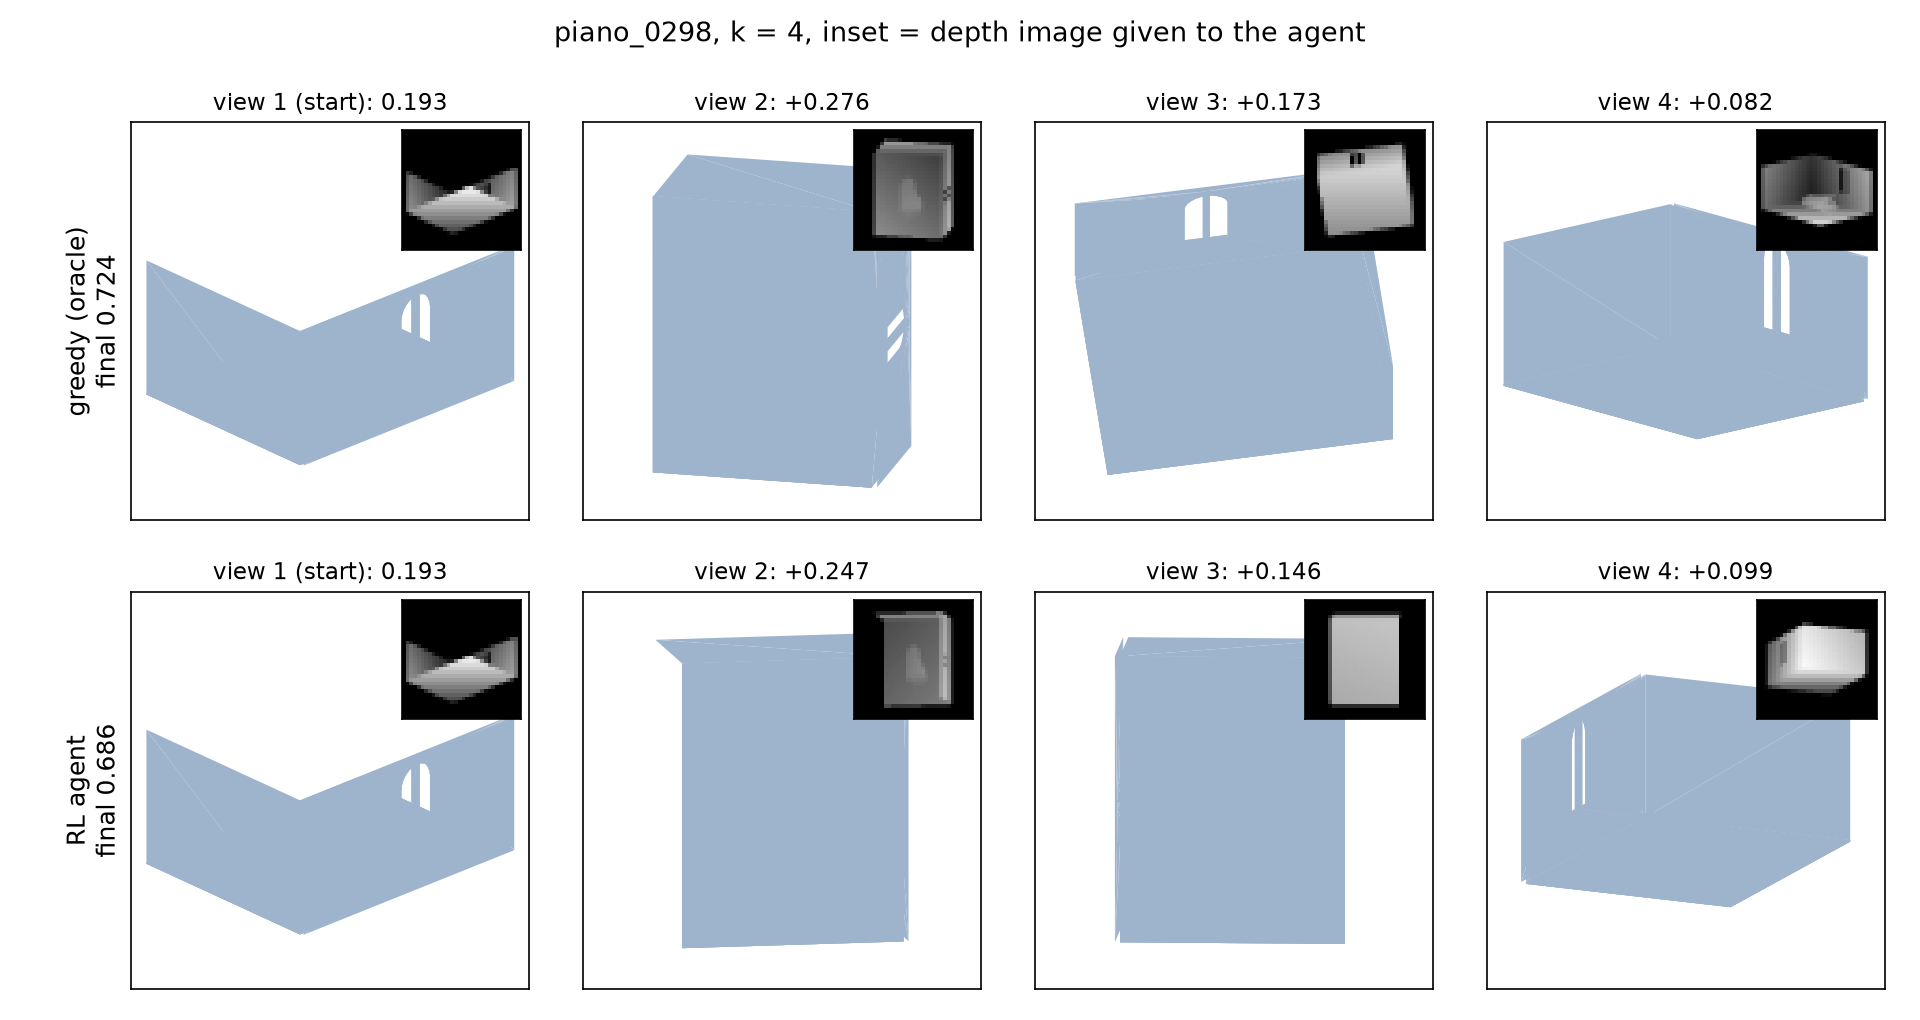 piano_0298, k = 4, inset = depth image given to the agent
view 1 (start): 0.193
view 2: +0.276
view 3: +0.173
view 4: +0.082
greedy (oracle)
final 0.724
view 1 (start): 0.193
view 2: +0.247
view 3: +0.146
view 4: +0.099
RL agent
final 0.686